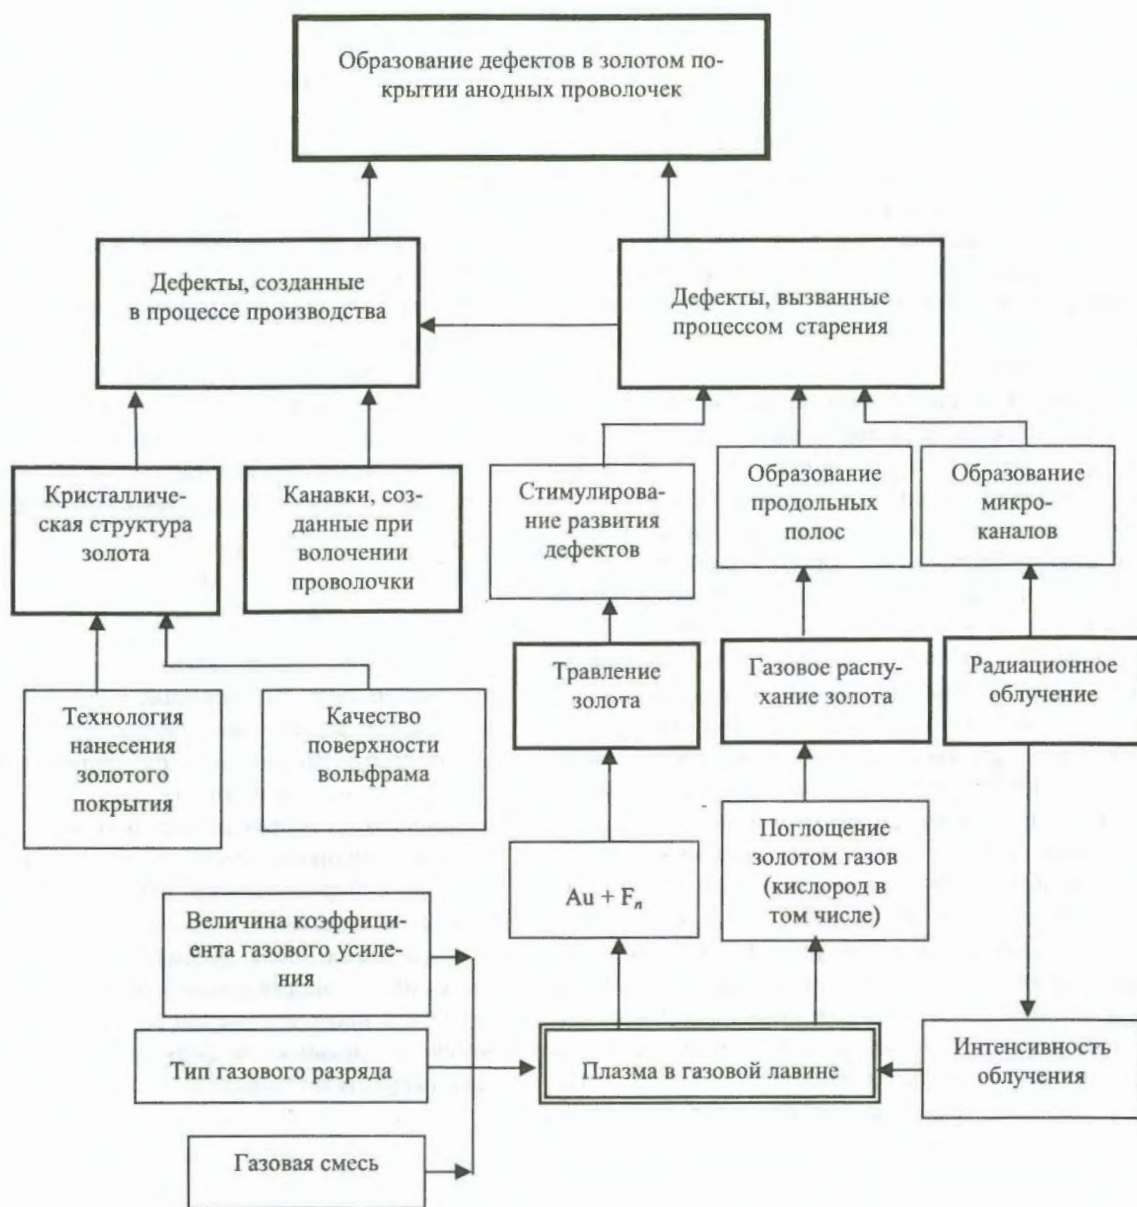 Образование дефектов в золотом по-
крытии анодных проволочек
Дефекты, созданные
в процессе производства
Дефекты, вызванные
процессом старения
Кристалличе-
ская структура
золота
Канавки, соз-
данные при
волочении
проволочки
Стимулирова-
ние развития
дефектов
Образование
продольных
полос
Образование
микро-
каналов
Технология
нанесения
золотого
покрытия
Качество
поверхности
вольфрама
Травление
золота
Газовое распу-
хание золота
Радиационное
облучение
Au + Fn
Поглощение
золотом газов
(кислород в
том числе)
Величина коэффици-
ента газового усиле-
ния
Тип газового разряда
Газовая смесь
Плазма в газовой лавине
Интенсивность
облучения